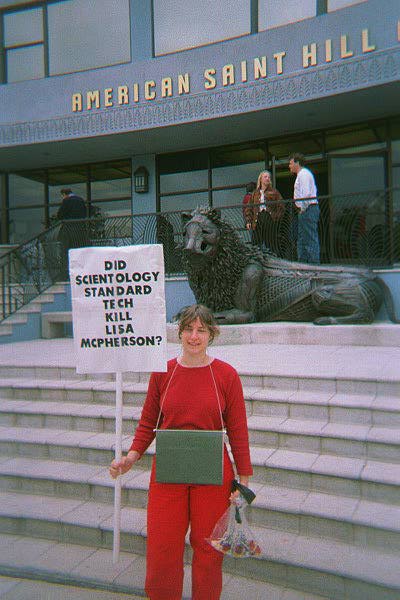 AMERICAN SAINT HILL
DID
SCIENTOLOGY
STANDARD
TECH
KILL
LISA
MCPHERSON?